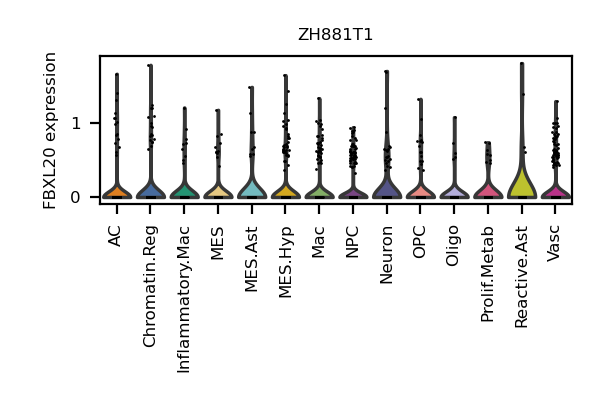 ZH881T1
FBXL20 expression
1
0
AC
Chromatin.Reg
Inflammatory.Mac
MES
MES.Ast
MES.Hyp
Mac
NPC
Neuron
OPC
Oligo
Prolif.Metab
Reactive.Ast
Vasc